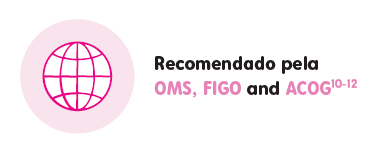 Recomendado pela
OMS, FIGO and ACOG¹⁰⁻¹²